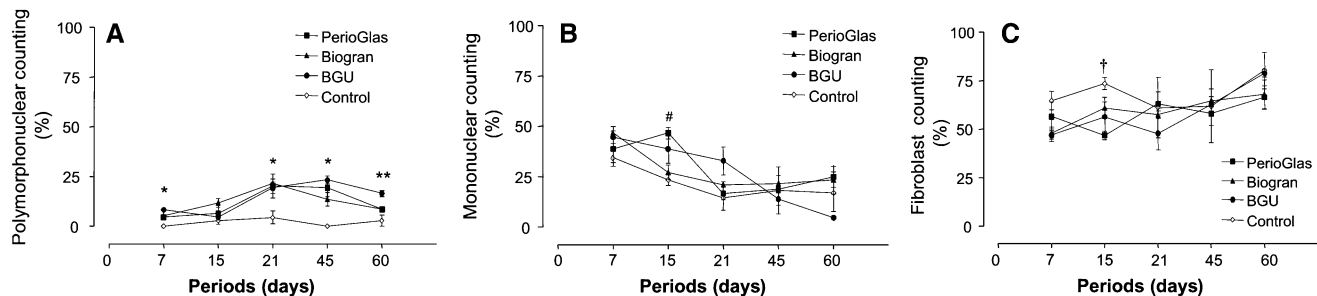 A
Polymorphonuclear counting
(%)
100
75
50
25
0
PerioGlas
Biogran
BGU
Control
*
*
*
**
0 7 15 21 45 60
Periods (days)
B
Mononuclear counting
(%)
100
75
50
25
0
PerioGlas
Biogran
BGU
Control
#
0 7 15 21 45 60
Periods (days)
C
Fibroblast counting
(%)
100
75
50
25
0
†
PerioGlas
Biogran
BGU
Control
0 7 15 21 45 60
Periods (days)